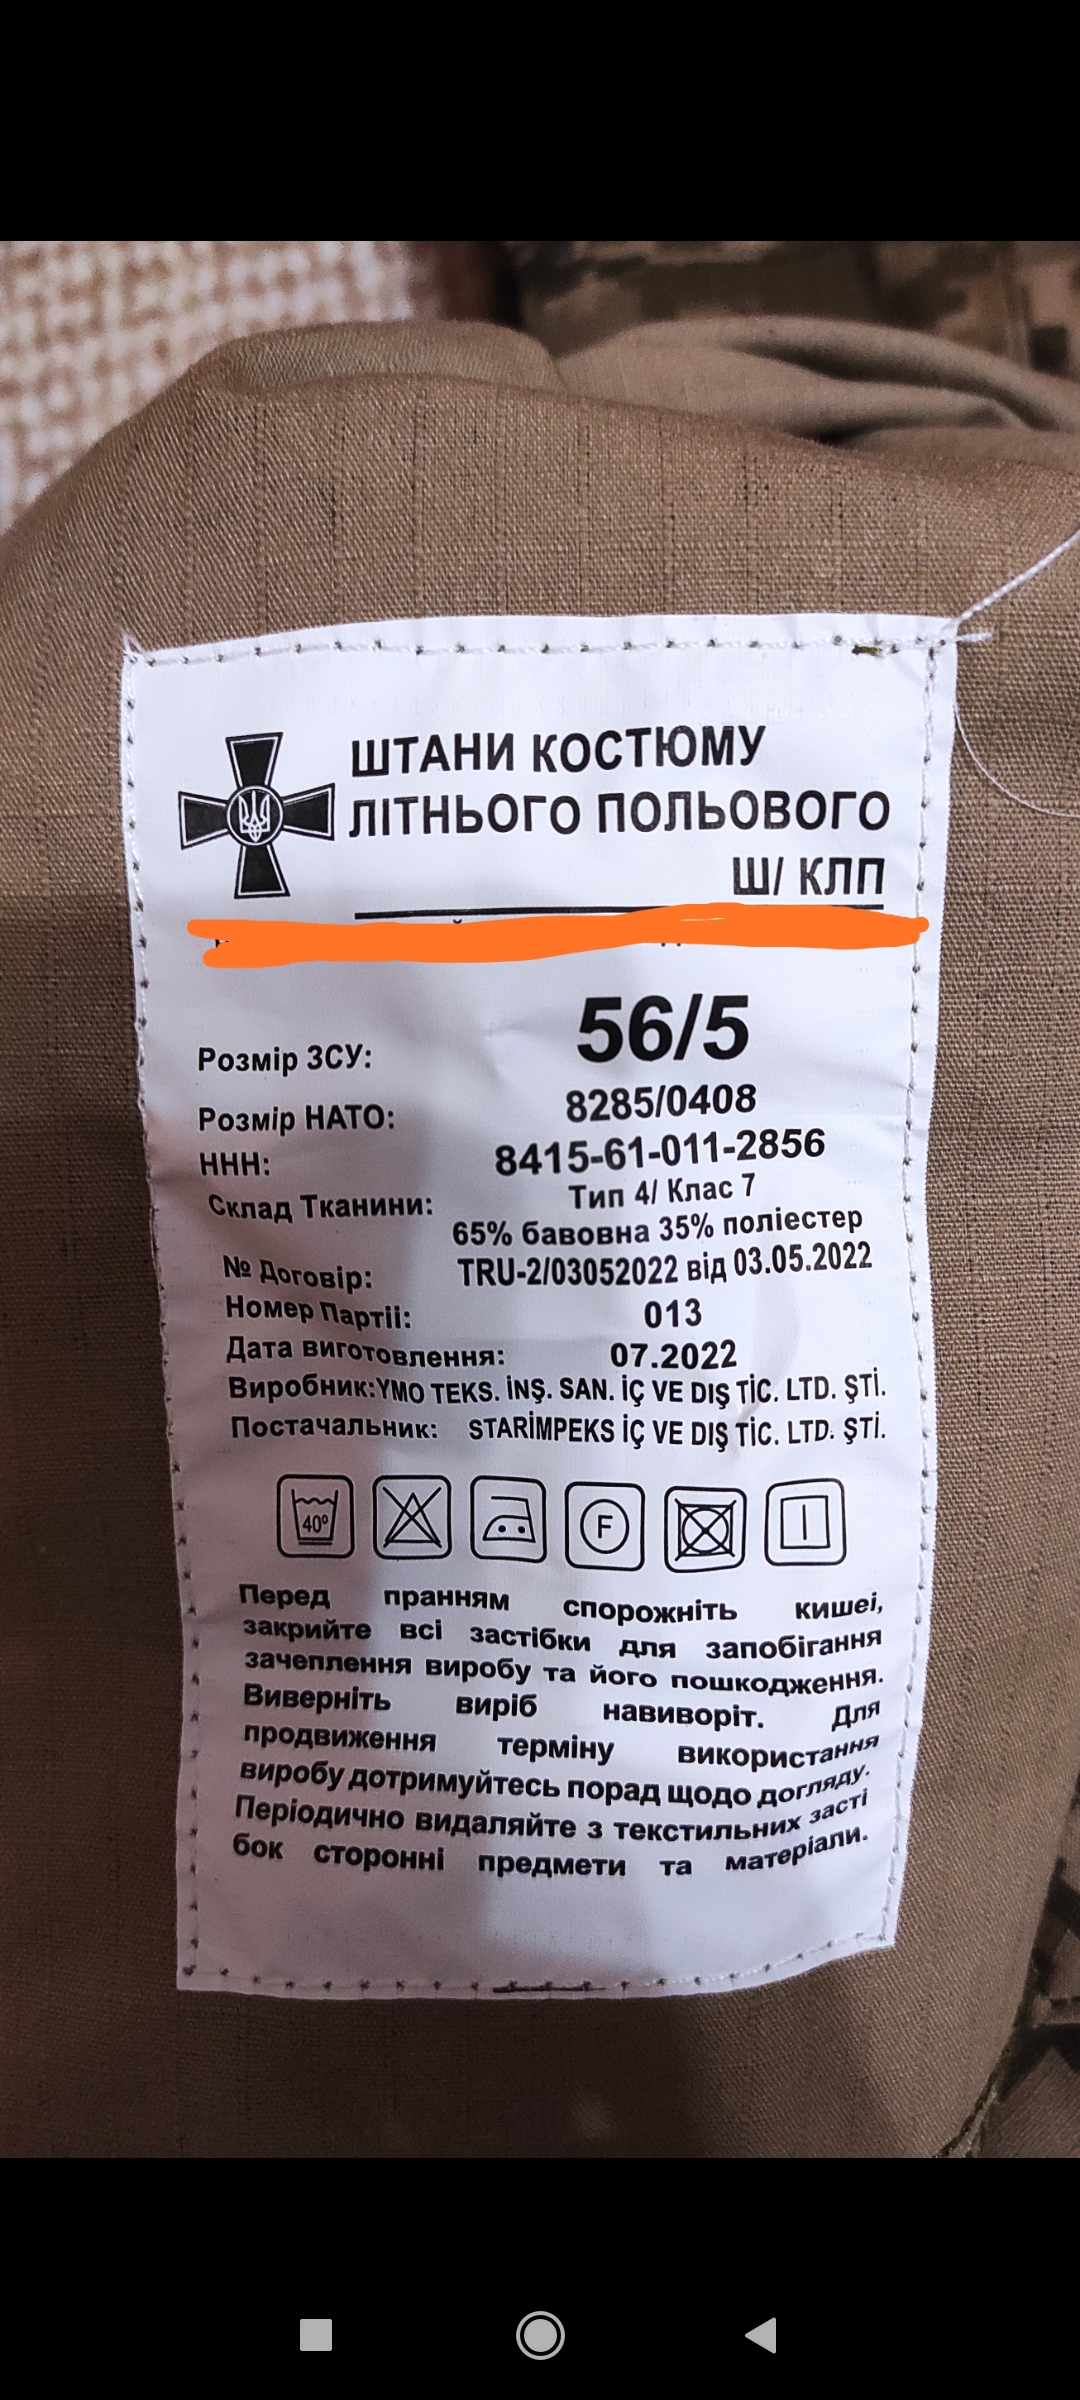 ШТАНИ КОСТЮМУ
ЛІТНЬОГО ПОЛЬОВОГО
Ш/ КЛП
Розмір ЗСУ: 56/5
Розмір НАТО: 8285/0408
ННН: 8415-61-011-2856
Склад Тканини: Тип 4/ Клас 7
65% бавовна 35% поліестер
№ Договір: TRU-2/03052022 від 03.05.2022
Номер Партії: 013
Дата виготовлення: 07.2022
Виробник:YMO TEKS. İNŞ. SAN. İÇ VE DIŞ TİC. LTD. ŞTİ.
Постачальник: STARİMPEKS İÇ VE DIŞ TİC. LTD. ŞTİ.
40° F
Перед пранням спорожніть кишеі,
закрийте всі застібки для запобігання
зачеплення виробу та його пошкодження.
Виверніть виріб навиворіт. Для
продвиження терміну використання
виробу дотримуйтесь порад щодо догляду.
Періодично видаляйте з текстильних засті
бок сторонні предмети та матеріали.